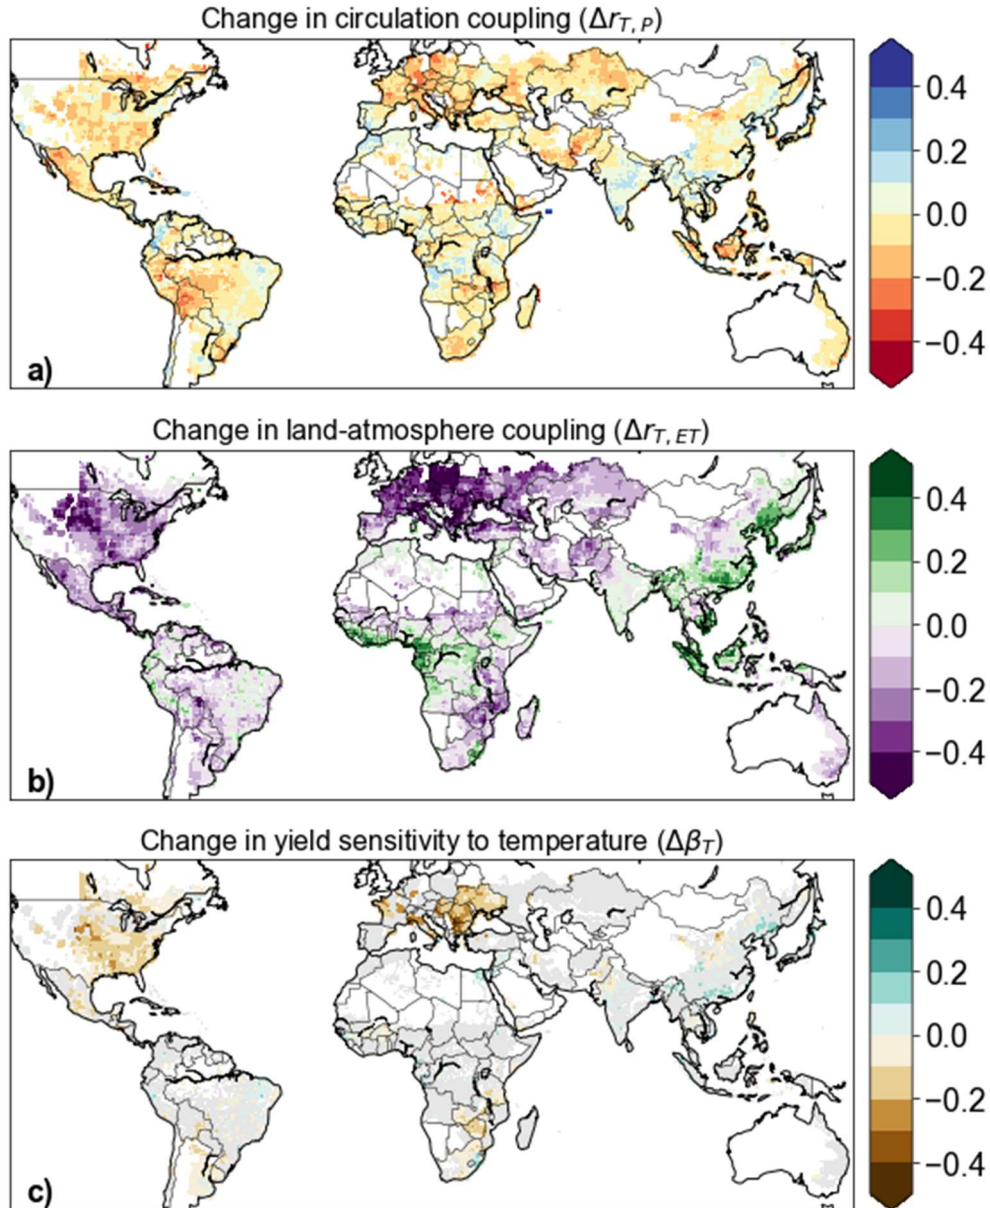 Change in circulation coupling (Δr_{T, P})
0.4
0.2
0.0
−0.2
−0.4
a)
Change in land-atmosphere coupling (Δr_{T, ET})
0.4
0.2
0.0
−0.2
−0.4
b)
Change in yield sensitivity to temperature (Δβ_T)
0.4
0.2
0.0
−0.2
−0.4
c)